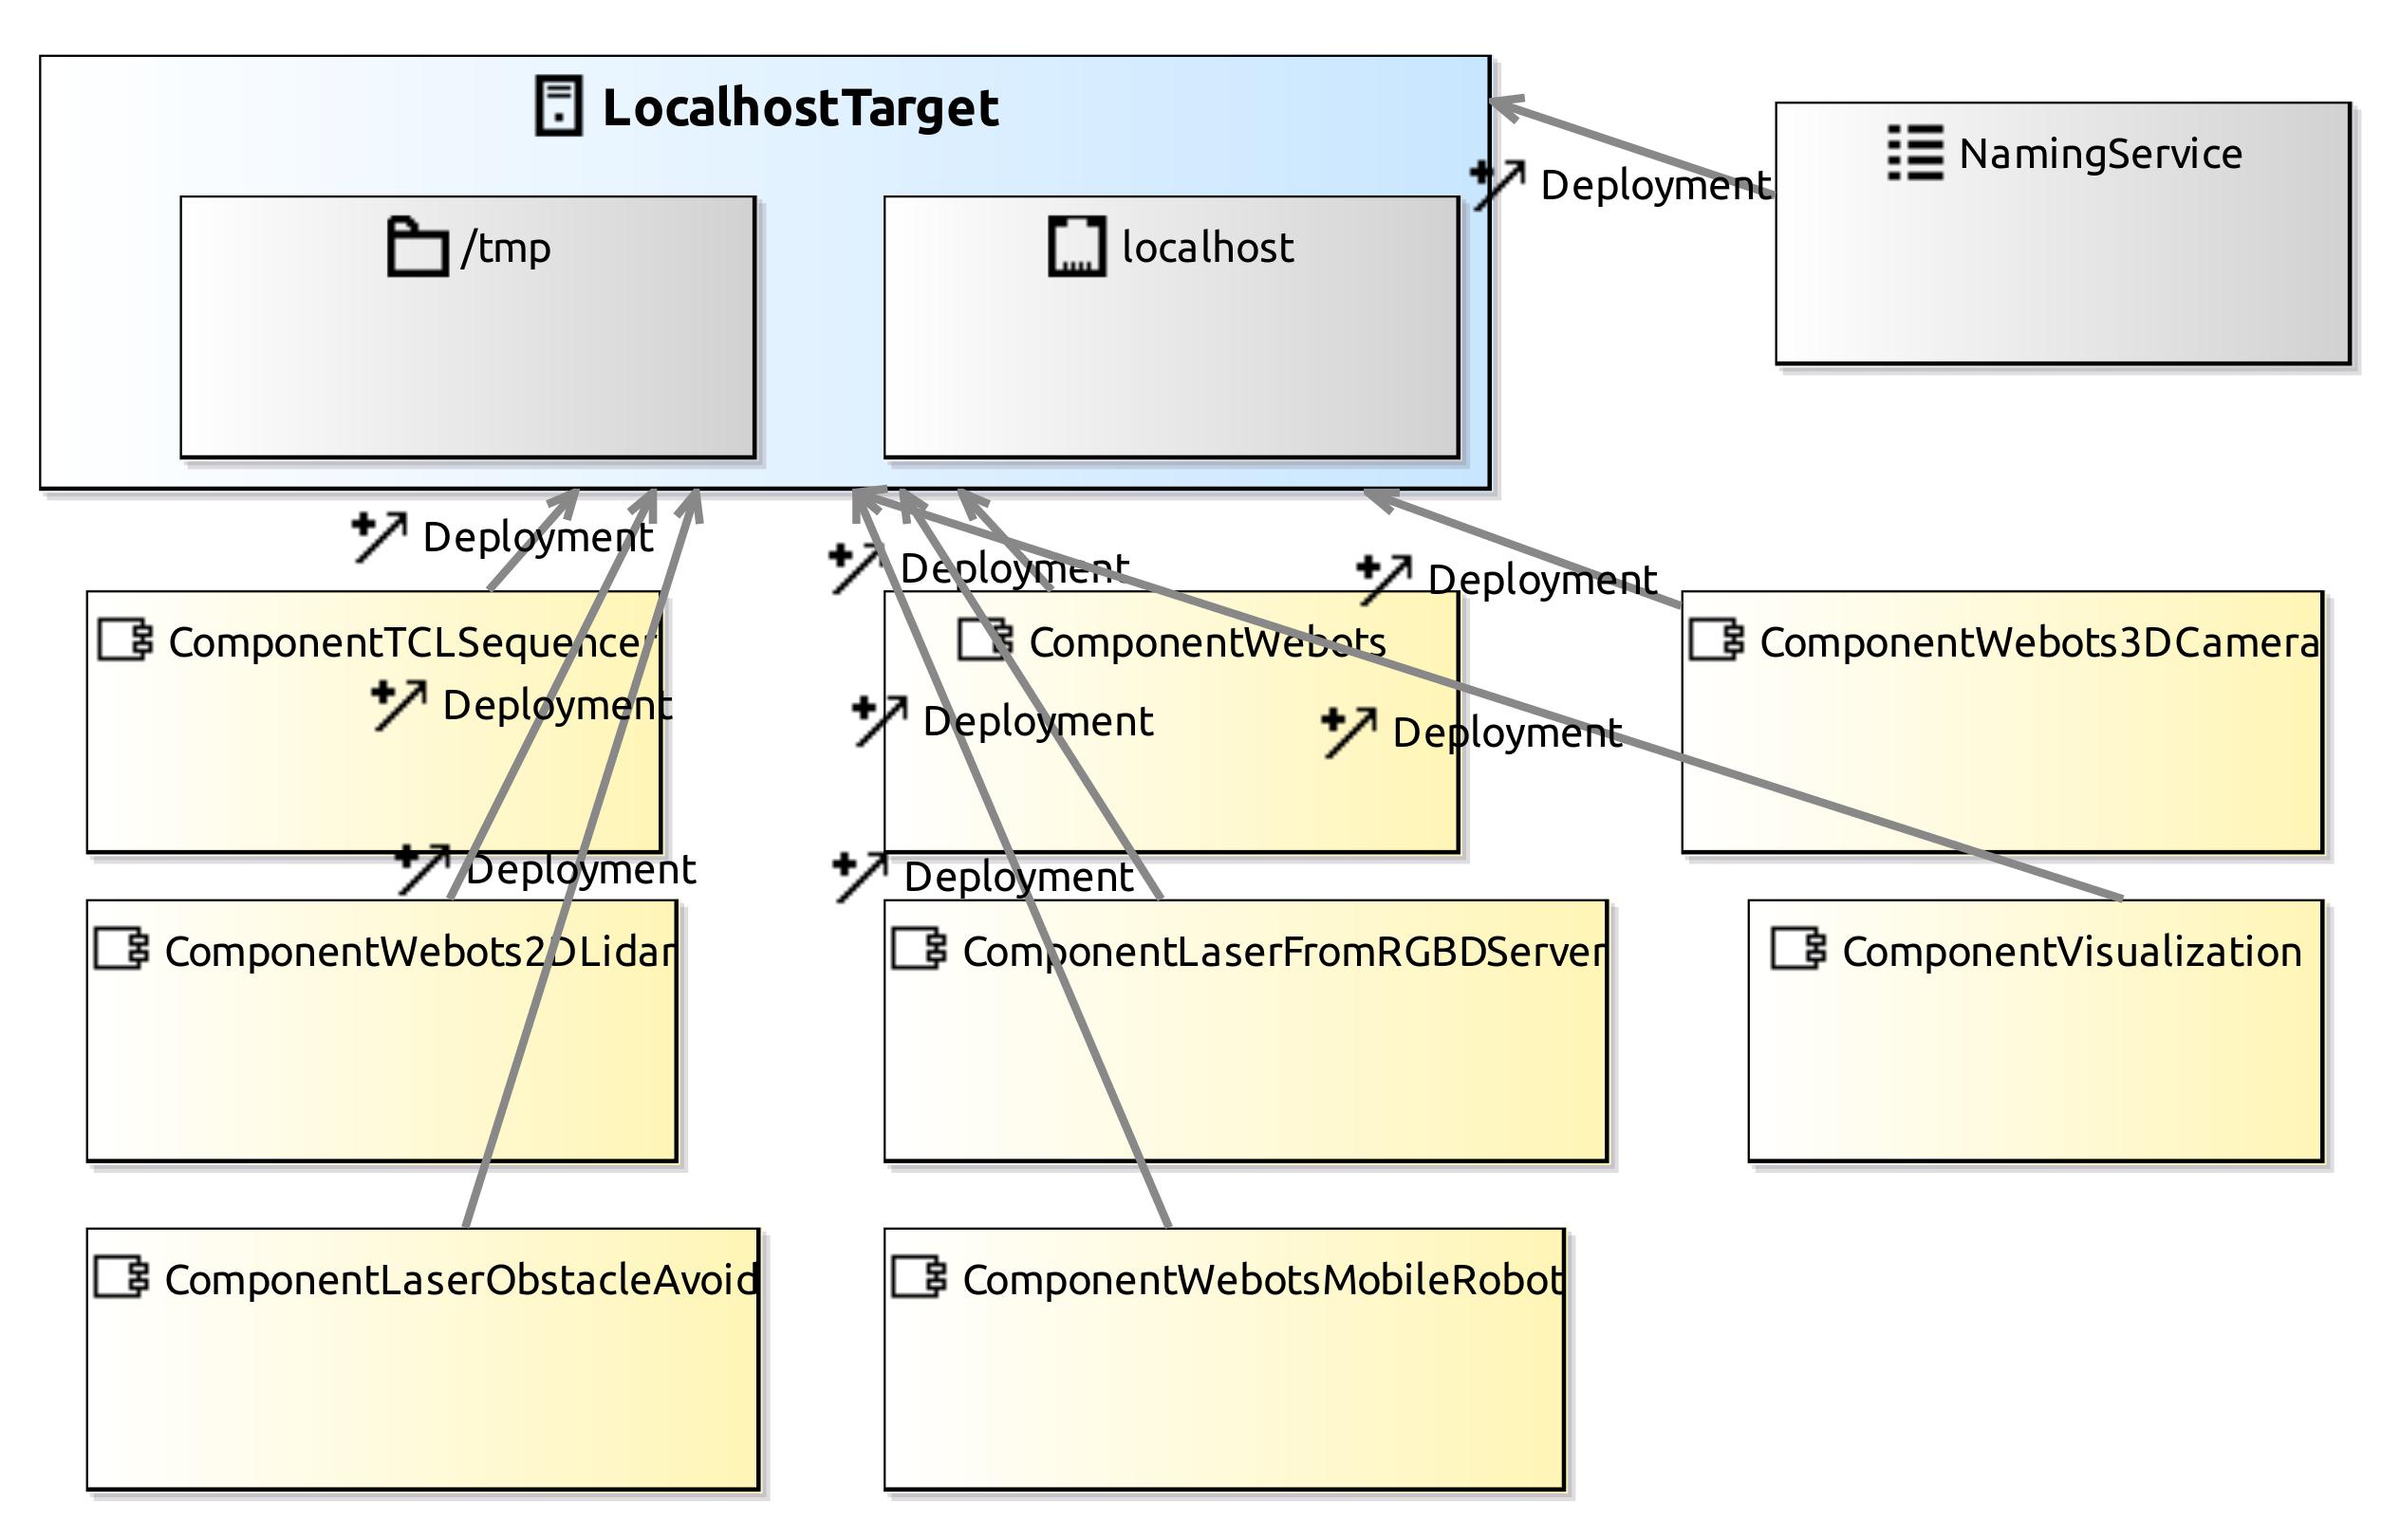 LocalhostTarget
/tmp
localhost
NamingService
Deployment
Deployment
Deployment
Deployment
ComponentTCLSequencer
ComponentWebots
ComponentWebots3DCamera
Deployment
Deployment
Deployment
Deployment
Deployment
ComponentWebots2DLidar
ComponentLaserFromRGBDServer
ComponentVisualization
ComponentLaserObstacleAvoid
ComponentWebotsMobileRobot